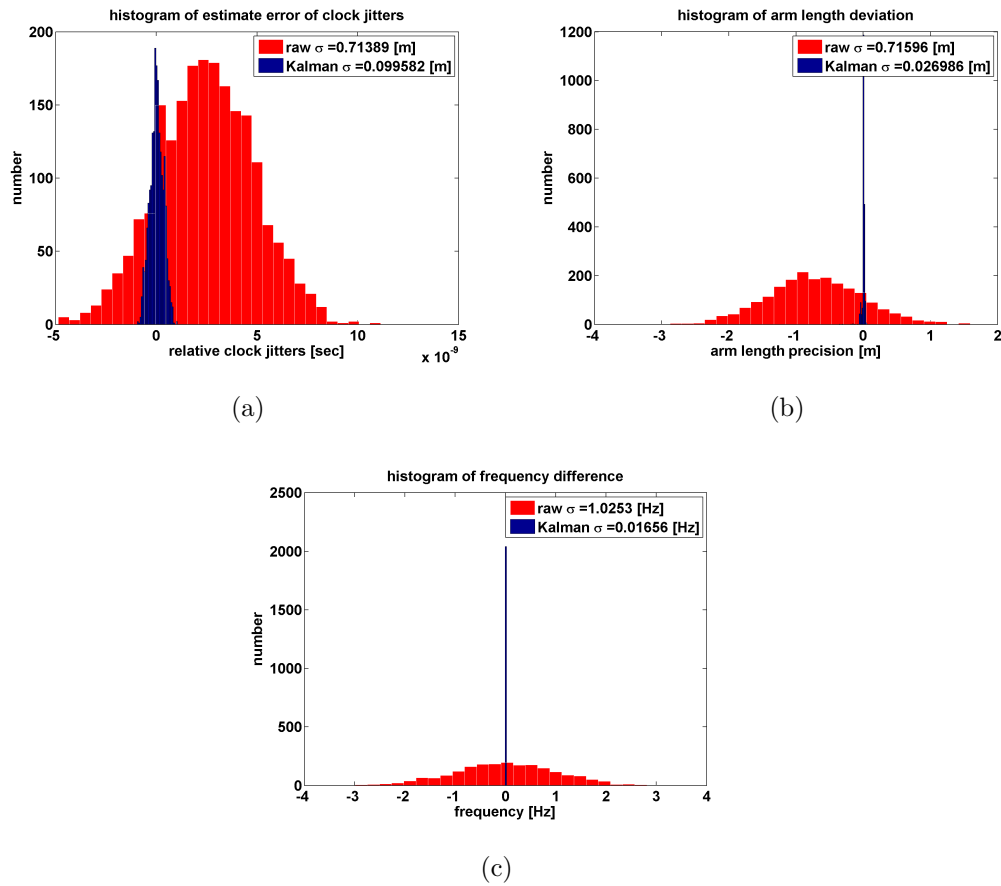 histogram of estimate error of clock jitters
raw σ =0.71389 [m]
Kalman σ =0.099582 [m]
number
200
150
100
50
0
-5 0 5 10 15
relative clock jitters [sec]
x 10⁻⁹
(a)
histogram of arm length deviation
raw σ =0.71596 [m]
Kalman σ =0.026986 [m]
number
1200
1000
800
600
400
200
0
-4 -3 -2 -1 0 1 2
arm length precision [m]
(b)
histogram of frequency difference
raw σ =1.0253 [Hz]
Kalman σ =0.01656 [Hz]
number
2500
2000
1500
1000
500
0
-4 -3 -2 -1 0 1 2 3 4
frequency [Hz]
(c)